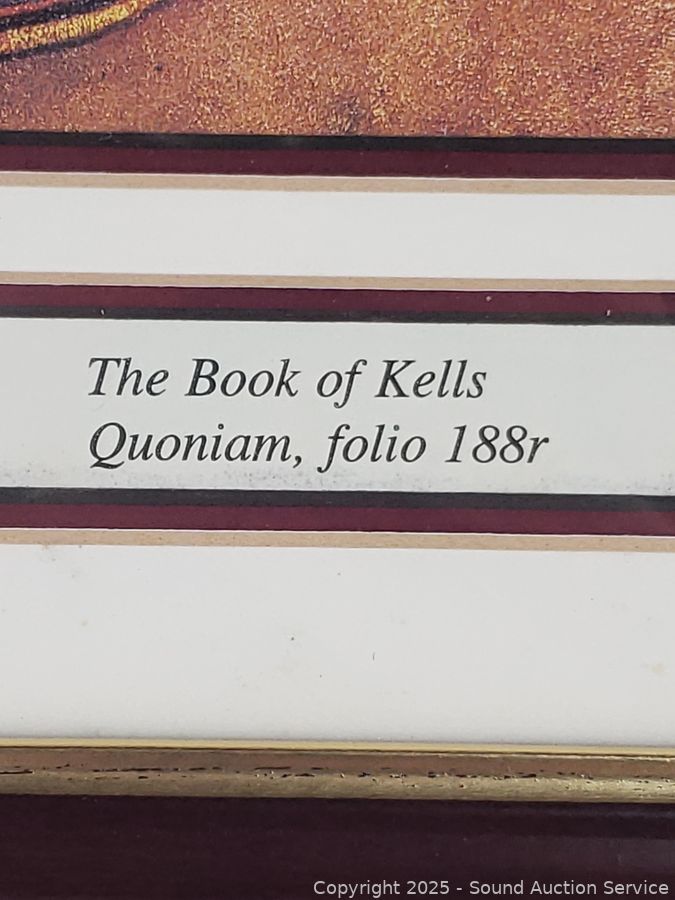 The Book of Kells
Quoniam, folio 188r
Copyright 2025 - Sound Auction Service